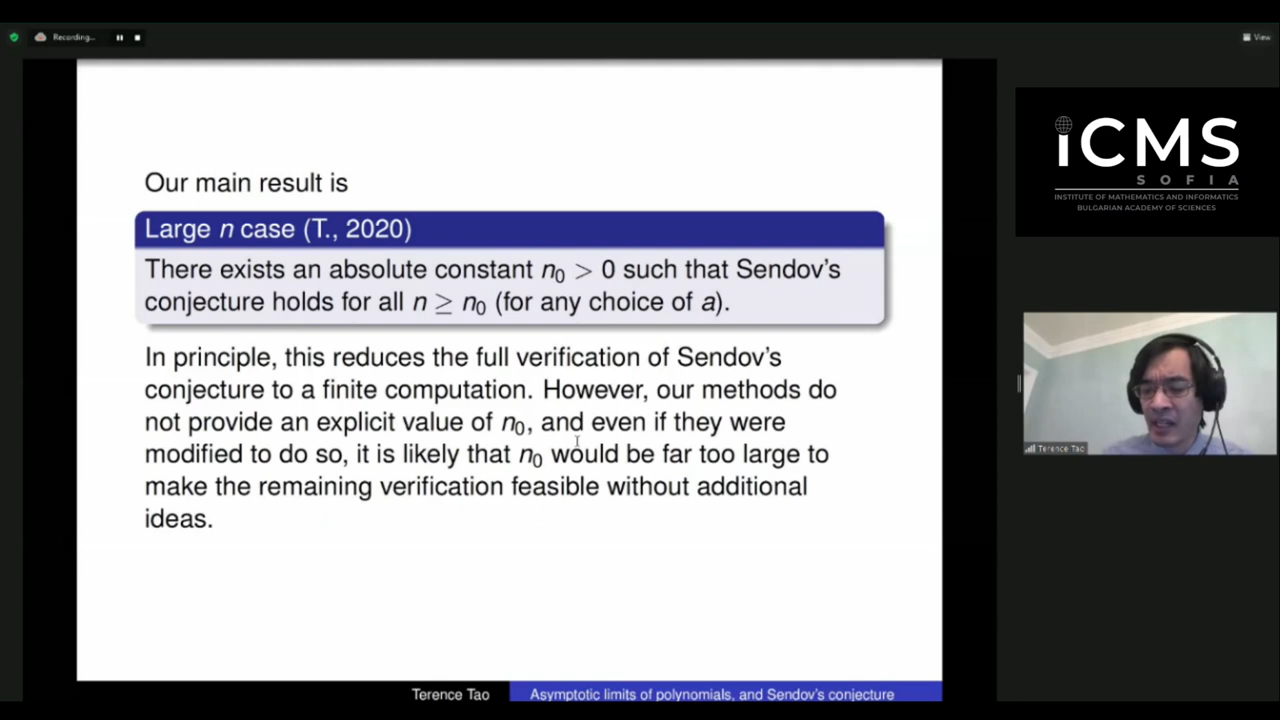 Recording...
View
Our main result is
Large n case (T., 2020)
There exists an absolute constant n₀ > 0 such that Sendov's
conjecture holds for all n ≥ n₀ (for any choice of a).
In principle, this reduces the full verification of Sendov's
conjecture to a finite computation. However, our methods do
not provide an explicit value of n₀, and even if they were
modified to do so, it is likely that n₀ would be far too large to
make the remaining verification feasible without additional
ideas.
Terence Tao
Asymptotic limits of polynomials, and Sendov's conjecture
iCMS
SOFIA
INSTITUTE OF MATHEMATICS AND INFORMATICS
BULGARIAN ACADEMY OF SCIENCES
Terence Tao